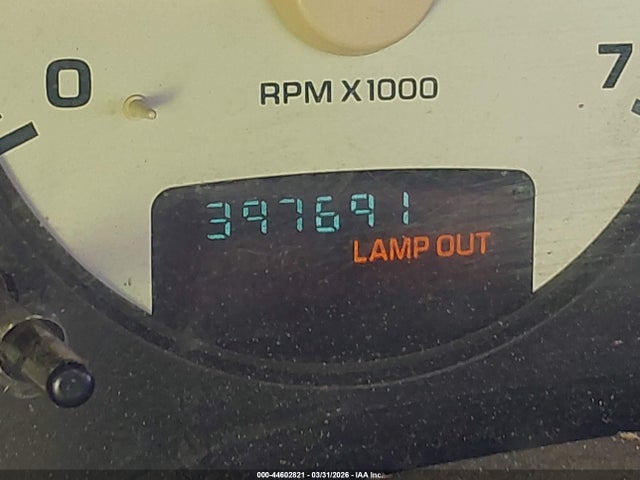 0
7
RPM X1000
397691
LAMP OUT
000-44602821 - 03/31/2026 - IAA Inc.